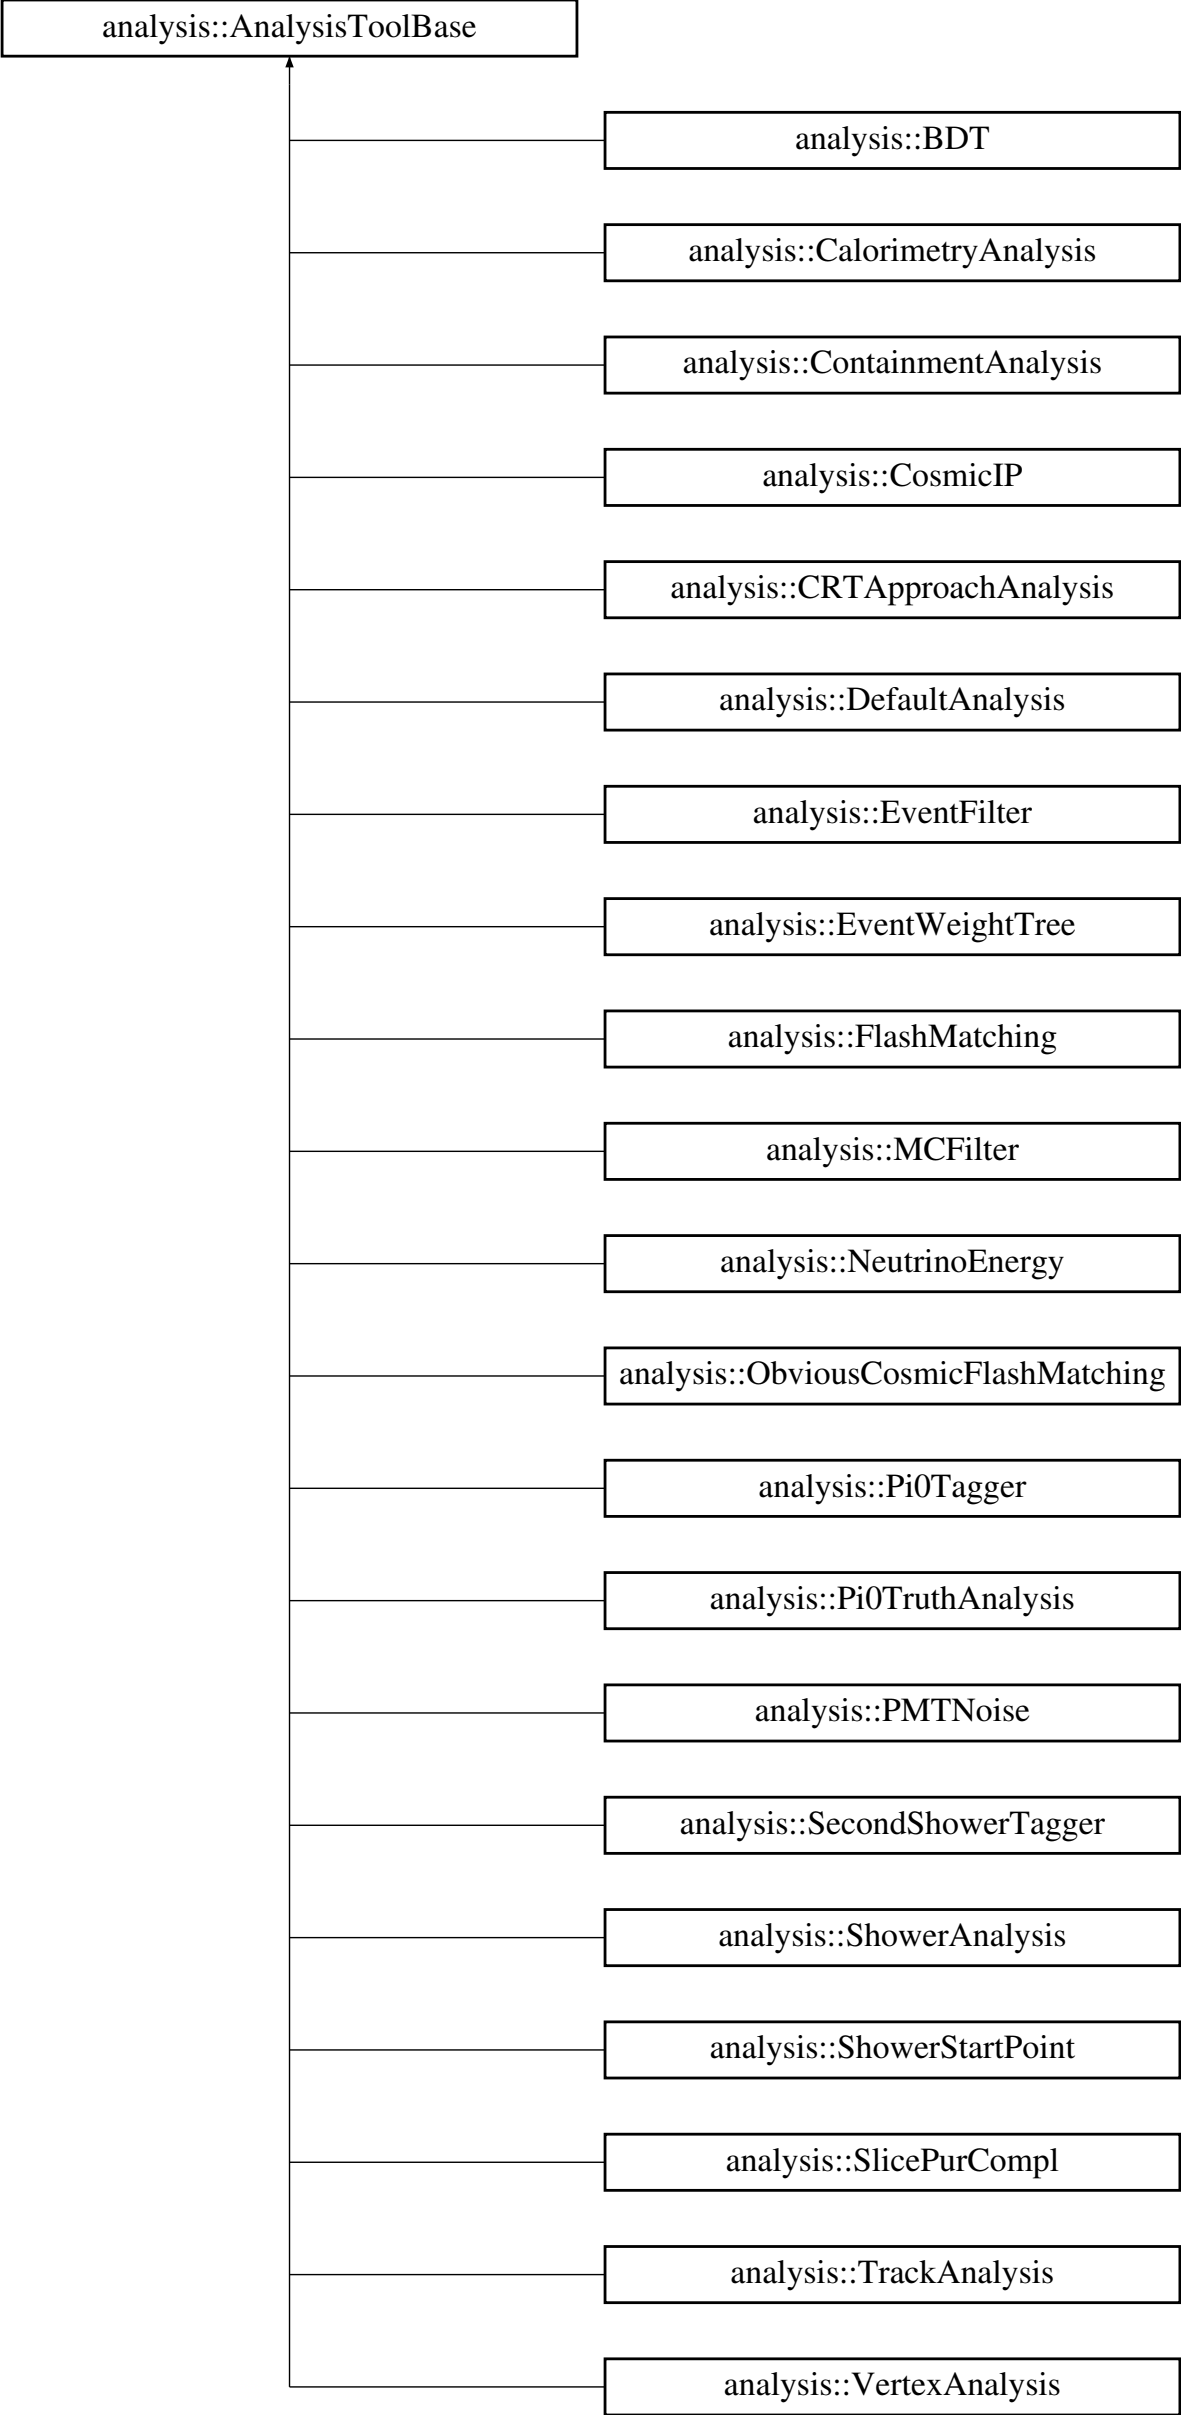 analysis::AnalysisToolBase
analysis::BDT
analysis::CalorimetryAnalysis
analysis::ContainmentAnalysis
analysis::CosmicIP
analysis::CRTApproachAnalysis
analysis::DefaultAnalysis
analysis::EventFilter
analysis::EventWeightTree
analysis::FlashMatching
analysis::MCFilter
analysis::NeutrinoEnergy
analysis::ObviousCosmicFlashMatching
analysis::Pi0Tagger
analysis::Pi0TruthAnalysis
analysis::PMTNoise
analysis::SecondShowerTagger
analysis::ShowerAnalysis
analysis::ShowerStartPoint
analysis::SlicePurCompl
analysis::TrackAnalysis
analysis::VertexAnalysis